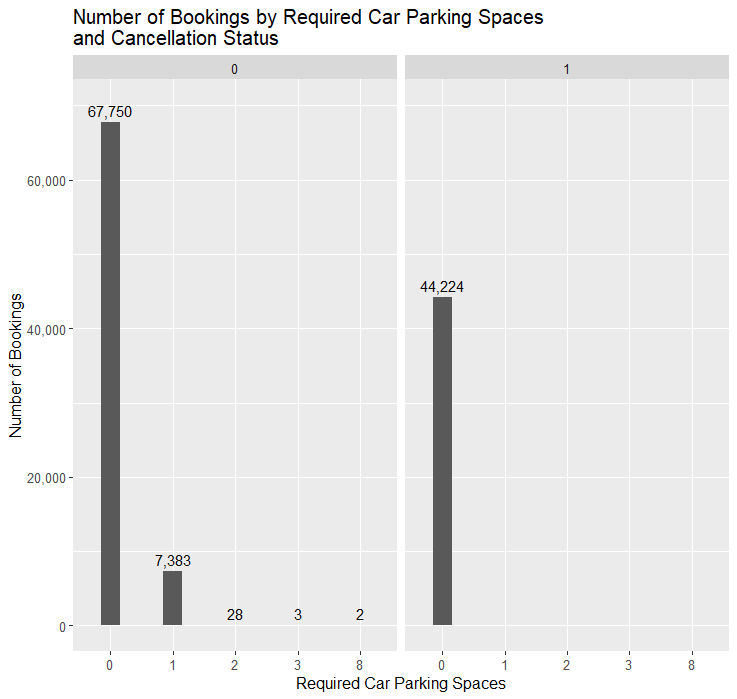 Number of Bookings by Required Car Parking Spaces
and Cancellation Status
0
1
67,750
44,224
7,383
28
3
2
60,000
40,000
20,000
0
Number of Bookings
0 1 2 3 8
0 1 2 3 8
Required Car Parking Spaces